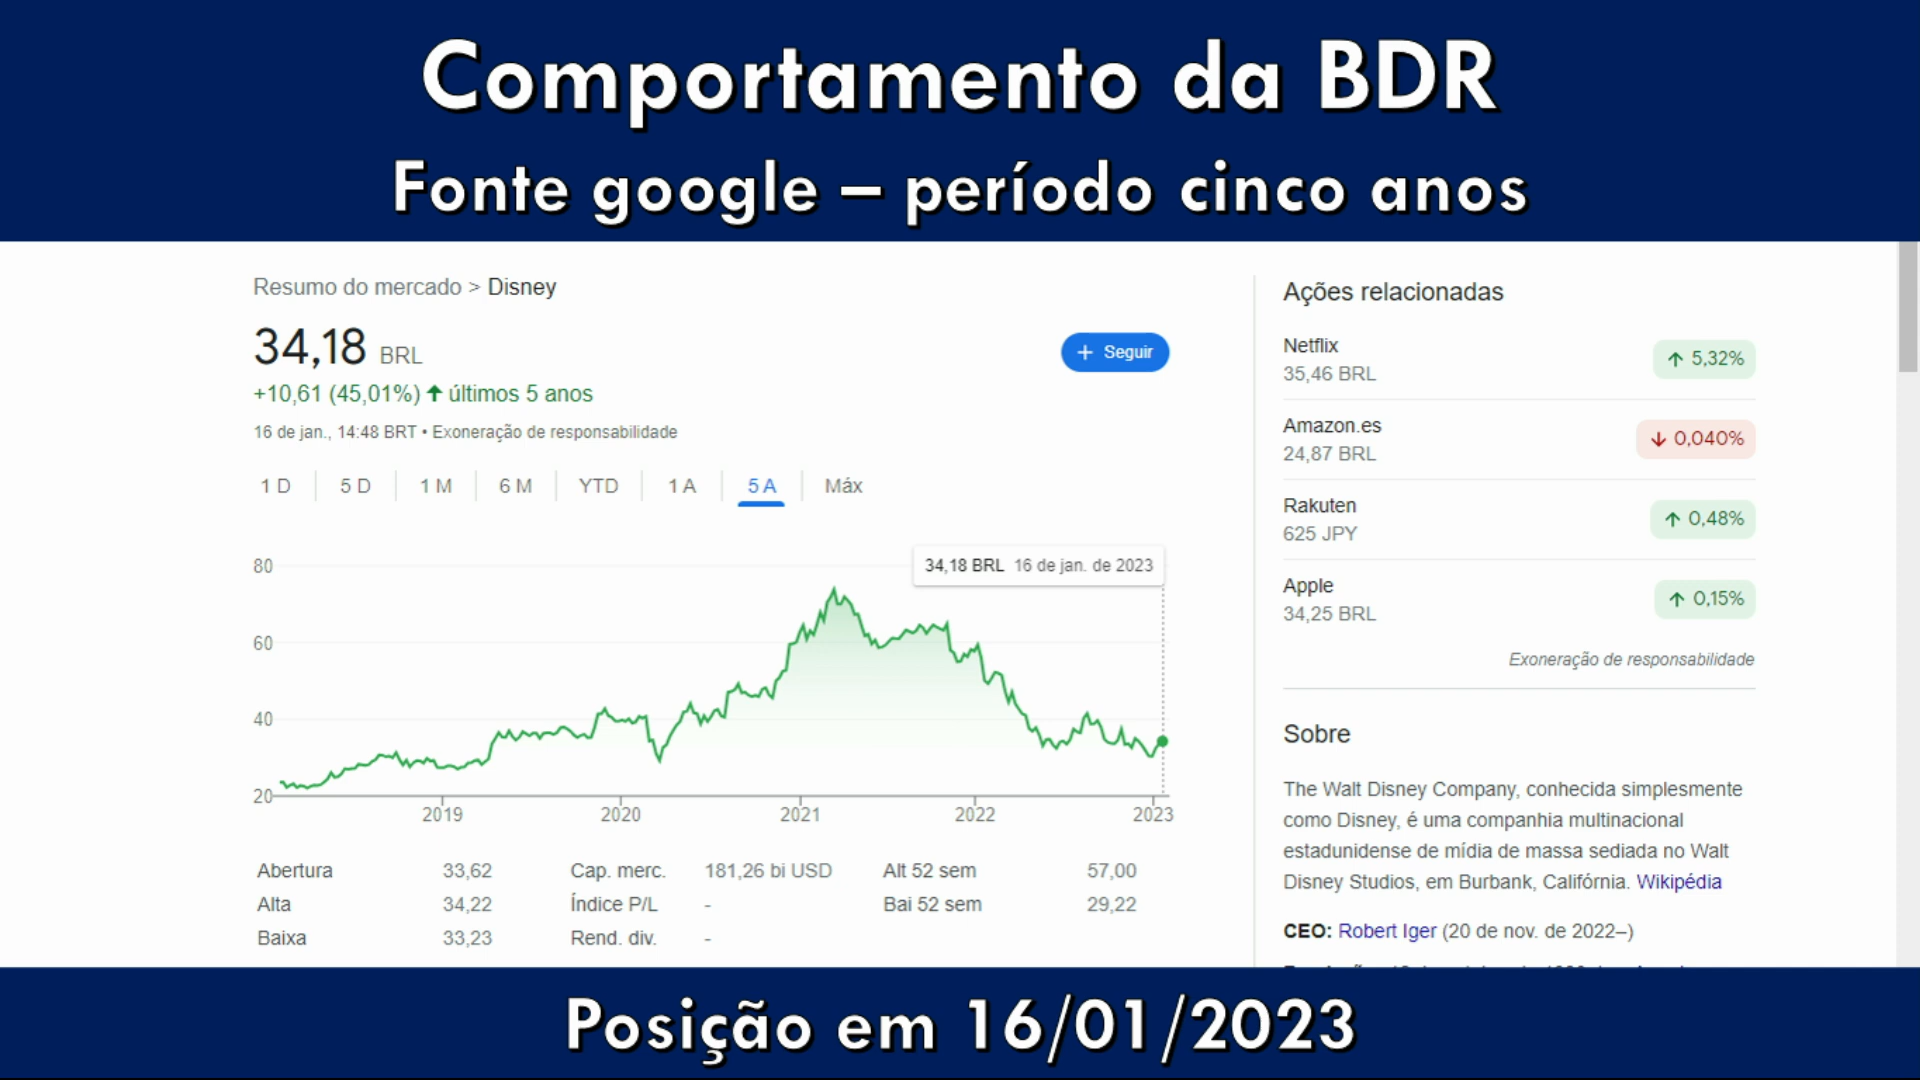 Comportamento da BDR
Fonte google – período cinco anos
Resumo do mercado > Disney
34,18 BRL
+ Seguir
+10,61 (45,01%) ↑ últimos 5 anos
16 de jan., 14:48 BRT • Exoneração de responsabilidade
1 D
5 D
1 M
6 M
YTD
1 A
5 A
Máx
34,18 BRL 16 de jan. de 2023
80
60
40
20
2019
2020
2021
2022
2023
Abertura 33,62
Cap. merc. 181,26 bi USD
Alt 52 sem 57,00
Alta 34,22
Índice P/L -
Bai 52 sem 29,22
Baixa 33,23
Rend. div. -
Ações relacionadas
Netflix
35,46 BRL
↑ 5,32%
Amazon.es
24,87 BRL
↓ 0,040%
Rakuten
625 JPY
↑ 0,48%
Apple
34,25 BRL
↑ 0,15%
Exoneração de responsabilidade
Sobre
The Walt Disney Company, conhecida simplesmente
como Disney, é uma companhia multinacional
estadunidense de mídia de massa sediada no Walt
Disney Studios, em Burbank, Califórnia. Wikipédia
CEO: Robert Iger (20 de nov. de 2022–)
Posição em 16/01/2023